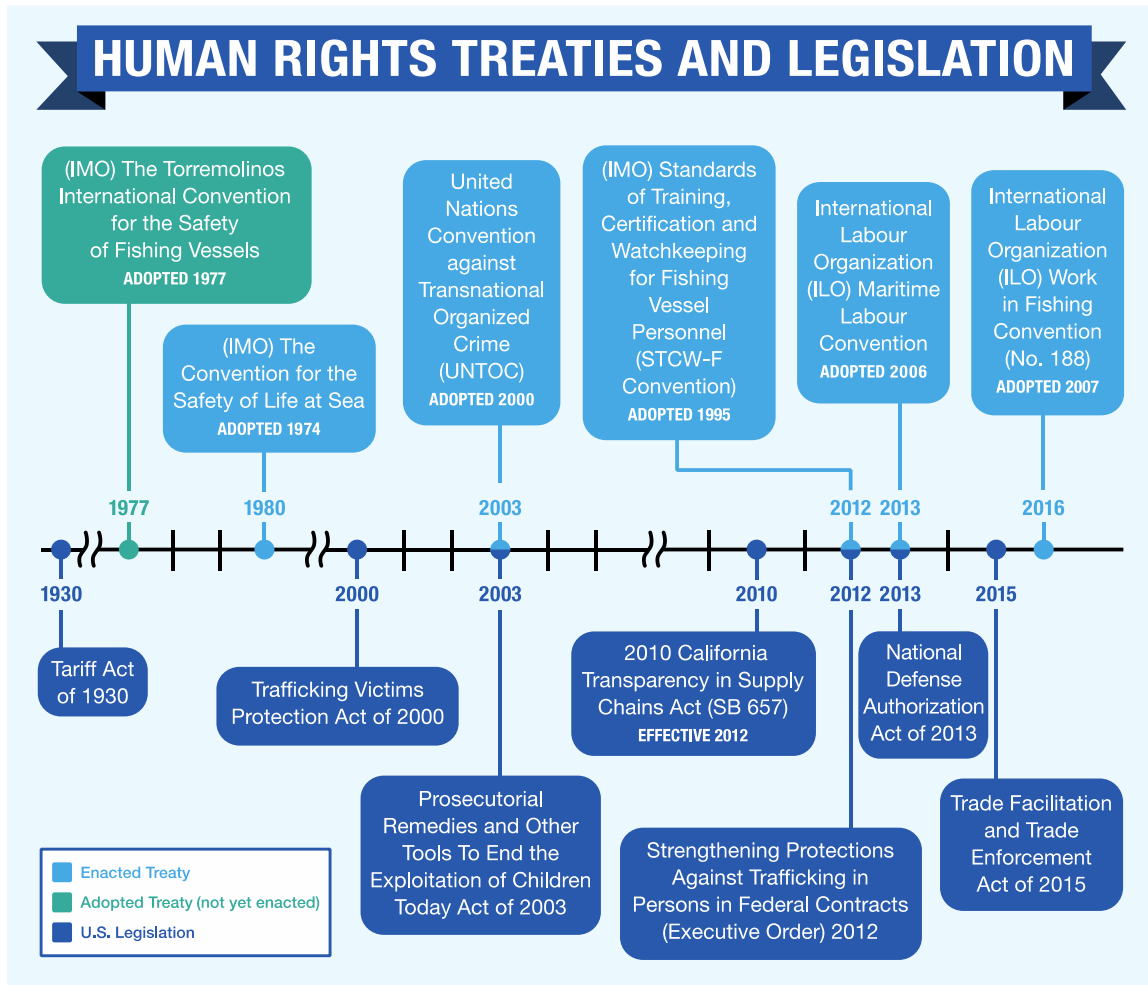 HUMAN RIGHTS TREATIES AND LEGISLATION
(IMO) The Torremolinos
International Convention
for the Safety
of Fishing Vessels
ADOPTED 1977
(IMO) The
Convention for the
Safety of Life at Sea
ADOPTED 1974
United
Nations
Convention
against
Transnational
Organized
Crime
(UNTOC)
ADOPTED 2000
(IMO) Standards
of Training,
Certification and
Watchkeeping
for Fishing
Vessel
Personnel
(STCW-F
Convention)
ADOPTED 1995
International
Labour
Organization
(ILO) Maritime
Labour
Convention
ADOPTED 2006
International
Labour
Organization
(ILO) Work
in Fishing
Convention
(No. 188)
ADOPTED 2007
1977
1980
2003
2012
2013
2016
1930
2000
2003
2010
2012
2013
2015
Tariff Act
of 1930
Trafficking Victims
Protection Act of 2000
Prosecutorial
Remedies and Other
Tools To End the
Exploitation of Children
Today Act of 2003
2010 California
Transparency in Supply
Chains Act (SB 657)
EFFECTIVE 2012
Strengthening Protections
Against Trafficking in
Persons in Federal Contracts
(Executive Order) 2012
National
Defense
Authorization
Act of 2013
Trade Facilitation
and Trade
Enforcement
Act of 2015
Enacted Treaty
Adopted Treaty (not yet enacted)
U.S. Legislation